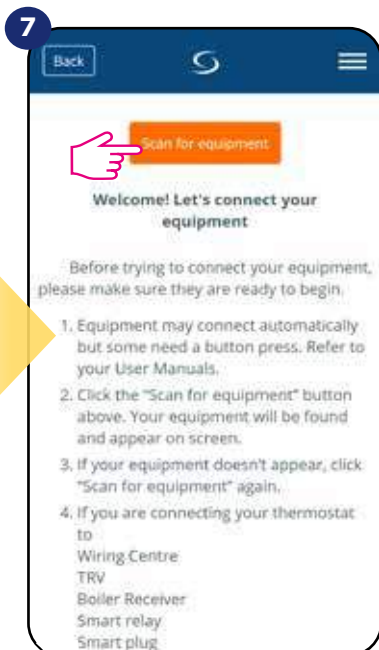 7
Back
Scan for equipment
Welcome! Let's connect your
equipment
Before trying to connect your equipment,
please make sure they are ready to begin.
1. Equipment may connect automatically
but some need a button press. Refer to
your User Manuals.
2. Click the "Scan for equipment" button
above. Your equipment will be found
and appear on screen.
3. If your equipment doesn't appear, click
"Scan for equipment" again.
4. If you are connecting your thermostat
to
Wiring Centre
TRV
Boiler Receiver
Smart relay
Smart plug